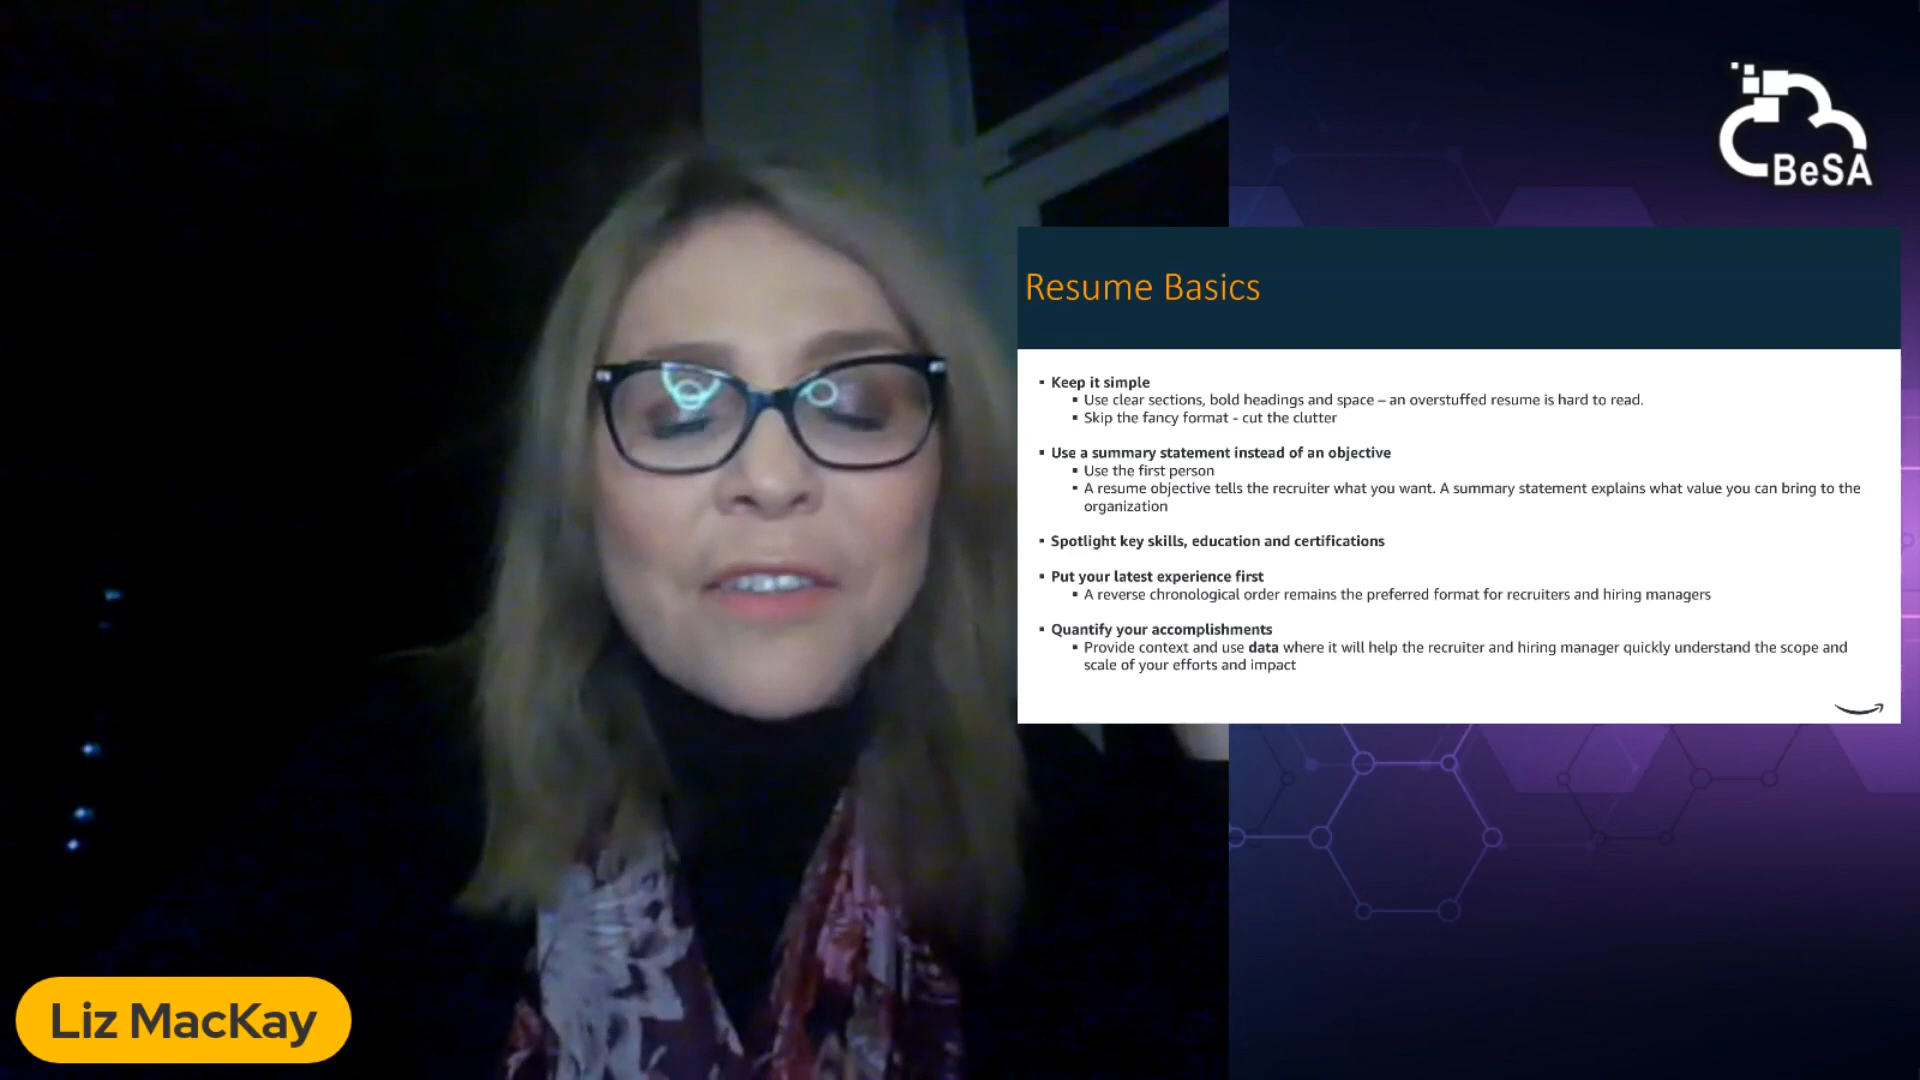 BeSA
Resume Basics
▪ Keep it simple
▪ Use clear sections, bold headings and space – an overstuffed resume is hard to read.
▪ Skip the fancy format - cut the clutter
▪ Use a summary statement instead of an objective
▪ Use the first person
▪ A resume objective tells the recruiter what you want. A summary statement explains what value you can bring to the
organization
▪ Spotlight key skills, education and certifications
▪ Put your latest experience first
▪ A reverse chronological order remains the preferred format for recruiters and hiring managers
▪ Quantify your accomplishments
▪ Provide context and use data where it will help the recruiter and hiring manager quickly understand the scope and
scale of your efforts and impact
Liz MacKay